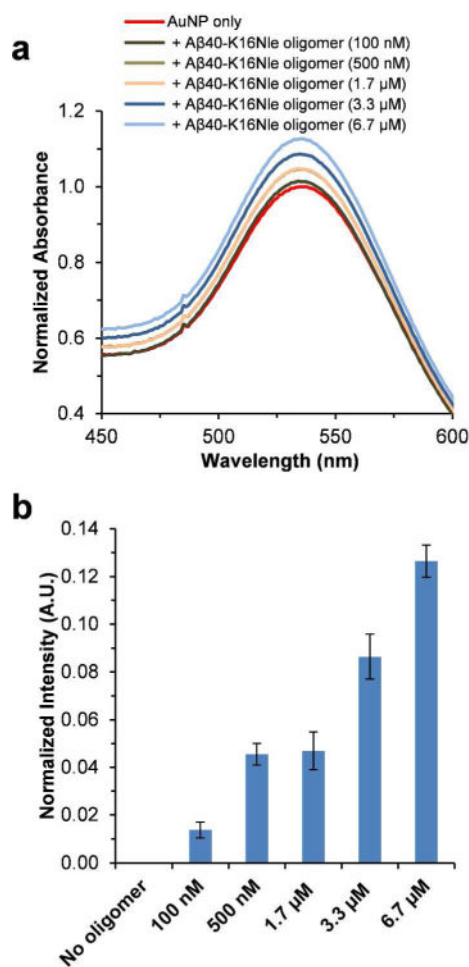 a
AuNP only
+ Aβ40-K16Nle oligomer (100 nM)
+ Aβ40-K16Nle oligomer (500 nM)
+ Aβ40-K16Nle oligomer (1.7 µM)
+ Aβ40-K16Nle oligomer (3.3 µM)
+ Aβ40-K16Nle oligomer (6.7 µM)
Normalized Absorbance
1.2
1.0
0.8
0.6
0.4
450 500 550 600
Wavelength (nm)
b
Normalized Intensity (A.U.)
0.14
0.12
0.10
0.08
0.06
0.04
0.02
0.00
No oligomer 100 nM 500 nM 1.7 µM 3.3 µM 6.7 µM